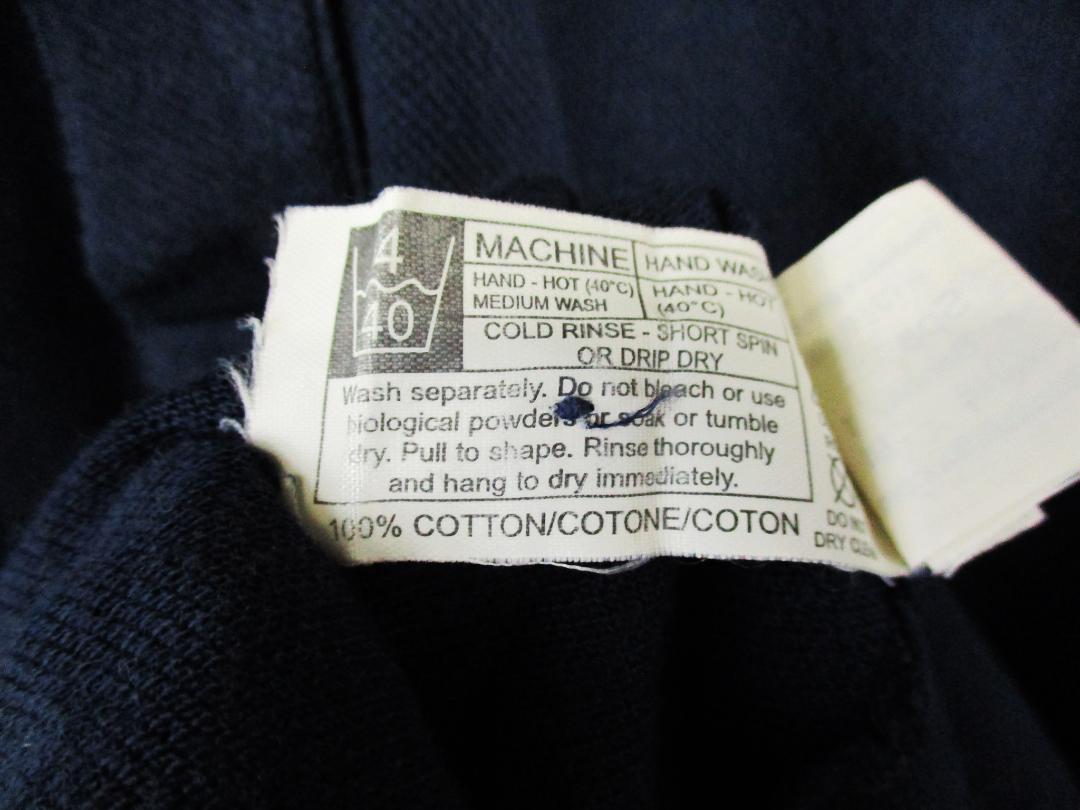 4
40
MACHINE
HAND - HOT (40°C)
MEDIUM WASH
HAND WASH
HAND - HOT
(40°C)
COLD RINSE - SHORT SPIN
OR DRIP DRY
Wash separately. Do not bleach or use
biological powders or soak or tumble
dry. Pull to shape. Rinse thoroughly
and hang to dry immediately.
100% COTTON/COTONE/COTON
DO NOT
DRY CLEAN